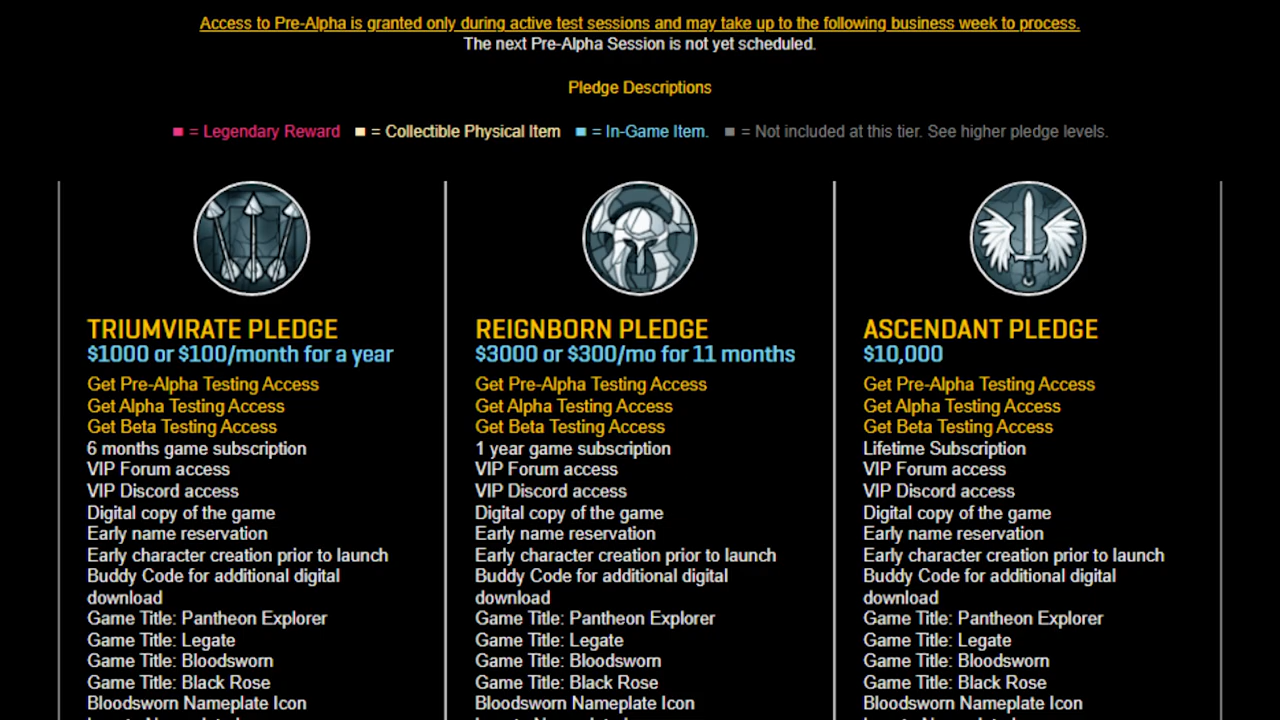 Access to Pre-Alpha is granted only during active test sessions and may take up to the following business week to process.
The next Pre-Alpha Session is not yet scheduled.
Pledge Descriptions
■ = Legendary Reward ■ = Collectible Physical Item ■ = In-Game Item. ■ = Not included at this tier. See higher pledge levels.
TRIUMVIRATE PLEDGE
$1000 or $100/month for a year
Get Pre-Alpha Testing Access
Get Alpha Testing Access
Get Beta Testing Access
6 months game subscription
VIP Forum access
VIP Discord access
Digital copy of the game
Early name reservation
Early character creation prior to launch
Buddy Code for additional digital
download
Game Title: Pantheon Explorer
Game Title: Legate
Game Title: Bloodsworn
Game Title: Black Rose
Bloodsworn Nameplate Icon
REIGNBORN PLEDGE
$3000 or $300/mo for 11 months
Get Pre-Alpha Testing Access
Get Alpha Testing Access
Get Beta Testing Access
1 year game subscription
VIP Forum access
VIP Discord access
Digital copy of the game
Early name reservation
Early character creation prior to launch
Buddy Code for additional digital
download
Game Title: Pantheon Explorer
Game Title: Legate
Game Title: Bloodsworn
Game Title: Black Rose
Bloodsworn Nameplate Icon
ASCENDANT PLEDGE
$10,000
Get Pre-Alpha Testing Access
Get Alpha Testing Access
Get Beta Testing Access
Lifetime Subscription
VIP Forum access
VIP Discord access
Digital copy of the game
Early name reservation
Early character creation prior to launch
Buddy Code for additional digital
download
Game Title: Pantheon Explorer
Game Title: Legate
Game Title: Bloodsworn
Game Title: Black Rose
Bloodsworn Nameplate Icon